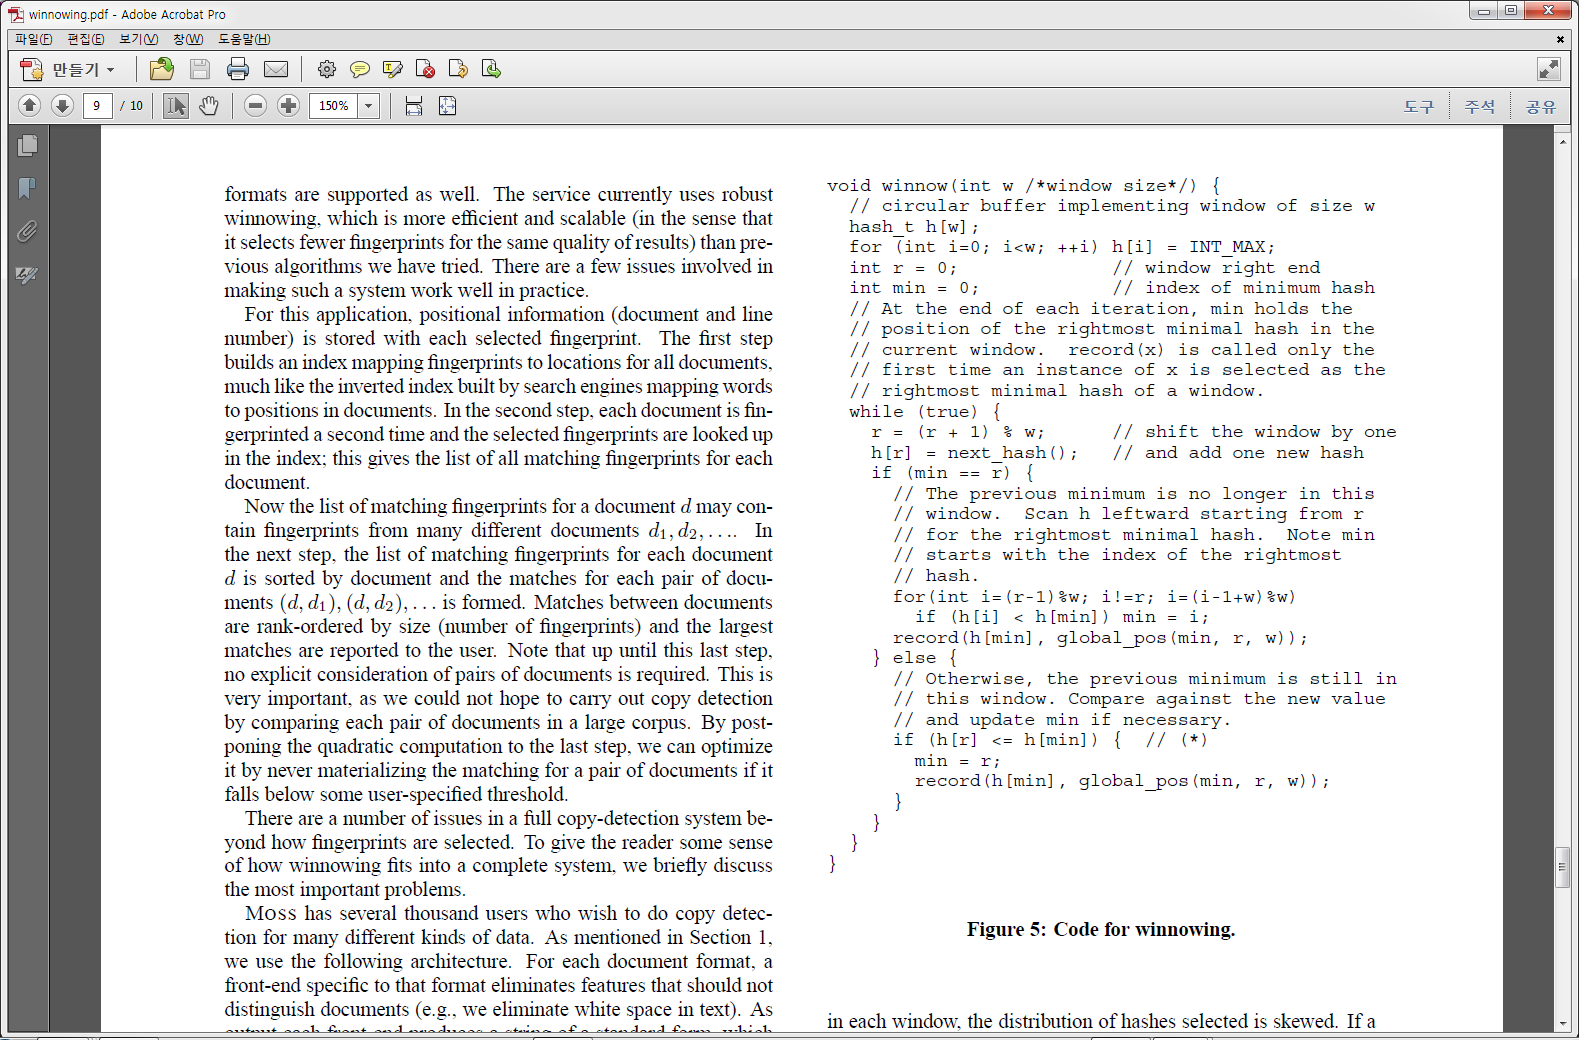 winnowing.pdf - Adobe Acrobat Pro
파일(F) 편집(E) 보기(V) 창(W) 도움말(H)
만들기
9 / 10 150% 도구 주석 공유
formats are supported as well. The service currently uses robust
winnowing, which is more efficient and scalable (in the sense that
it selects fewer fingerprints for the same quality of results) than pre-
vious algorithms we have tried. There are a few issues involved in
making such a system work well in practice.
For this application, positional information (document and line
number) is stored with each selected fingerprint. The first step
builds an index mapping fingerprints to locations for all documents,
much like the inverted index built by search engines mapping words
to positions in documents. In the second step, each document is fin-
gerprinted a second time and the selected fingerprints are looked up
in the index; this gives the list of all matching fingerprints for each
document.
Now the list of matching fingerprints for a document d may con-
tain fingerprints from many different documents d₁, d₂, .... In
the next step, the list of matching fingerprints for each document
d is sorted by document and the matches for each pair of docu-
ments (d, d₁), (d, d₂), ... is formed. Matches between documents
are rank-ordered by size (number of fingerprints) and the largest
matches are reported to the user. Note that up until this last step,
no explicit consideration of pairs of documents is required. This is
very important, as we could not hope to carry out copy detection
by comparing each pair of documents in a large corpus. By post-
poning the quadratic computation to the last step, we can optimize
it by never materializing the matching for a pair of documents if it
falls below some user-specified threshold.
There are a number of issues in a full copy-detection system be-
yond how fingerprints are selected. To give the reader some sense
of how winnowing fits into a complete system, we briefly discuss
the most important problems.
MOSS has several thousand users who wish to do copy detec-
tion for many different kinds of data. As mentioned in Section 1,
we use the following architecture. For each document format, a
front-end specific to that format eliminates features that should not
distinguish documents (e.g., we eliminate white space in text). As
output each front-end produces a string of a standard form, which
void winnow(int w /*window size*/) {
// circular buffer implementing window of size w
hash_t h[w];
for (int i=0; i<w; ++i) h[i] = INT_MAX;
int r = 0; // window right end
int min = 0; // index of minimum hash
// At the end of each iteration, min holds the
// position of the rightmost minimal hash in the
// current window. record(x) is called only the
// first time an instance of x is selected as the
// rightmost minimal hash of a window.
while (true) {
r = (r + 1) % w; // shift the window by one
h[r] = next_hash(); // and add one new hash
if (min == r) {
// The previous minimum is no longer in this
// window. Scan h leftward starting from r
// for the rightmost minimal hash. Note min
// starts with the index of the rightmost
// hash.
for(int i=(r-1)%w; i!=r; i=(i-1+w)%w)
if (h[i] < h[min]) min = i;
record(h[min], global_pos(min, r, w));
} else {
// Otherwise, the previous minimum is still in
// this window. Compare against the new value
// and update min if necessary.
if (h[r] <= h[min]) { // (*)
min = r;
record(h[min], global_pos(min, r, w));
}
}
}
}
Figure 5: Code for winnowing.
in each window, the distribution of hashes selected is skewed. If a